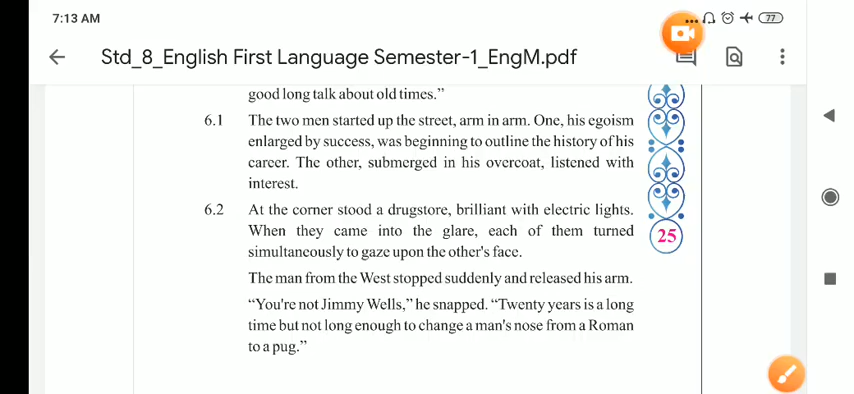 7:13 AM
77
Std_8_English First Language Semester-1_EngM.pdf
good long talk about old times.”
6.1 The two men started up the street, arm in arm. One, his egoism
enlarged by success, was beginning to outline the history of his
career. The other, submerged in his overcoat, listened with
interest.
6.2 At the corner stood a drugstore, brilliant with electric lights.
When they came into the glare, each of them turned
simultaneously to gaze upon the other's face.
25
The man from the West stopped suddenly and released his arm.
“You're not Jimmy Wells,” he snapped. “Twenty years is a long
time but not long enough to change a man's nose from a Roman
to a pug.”